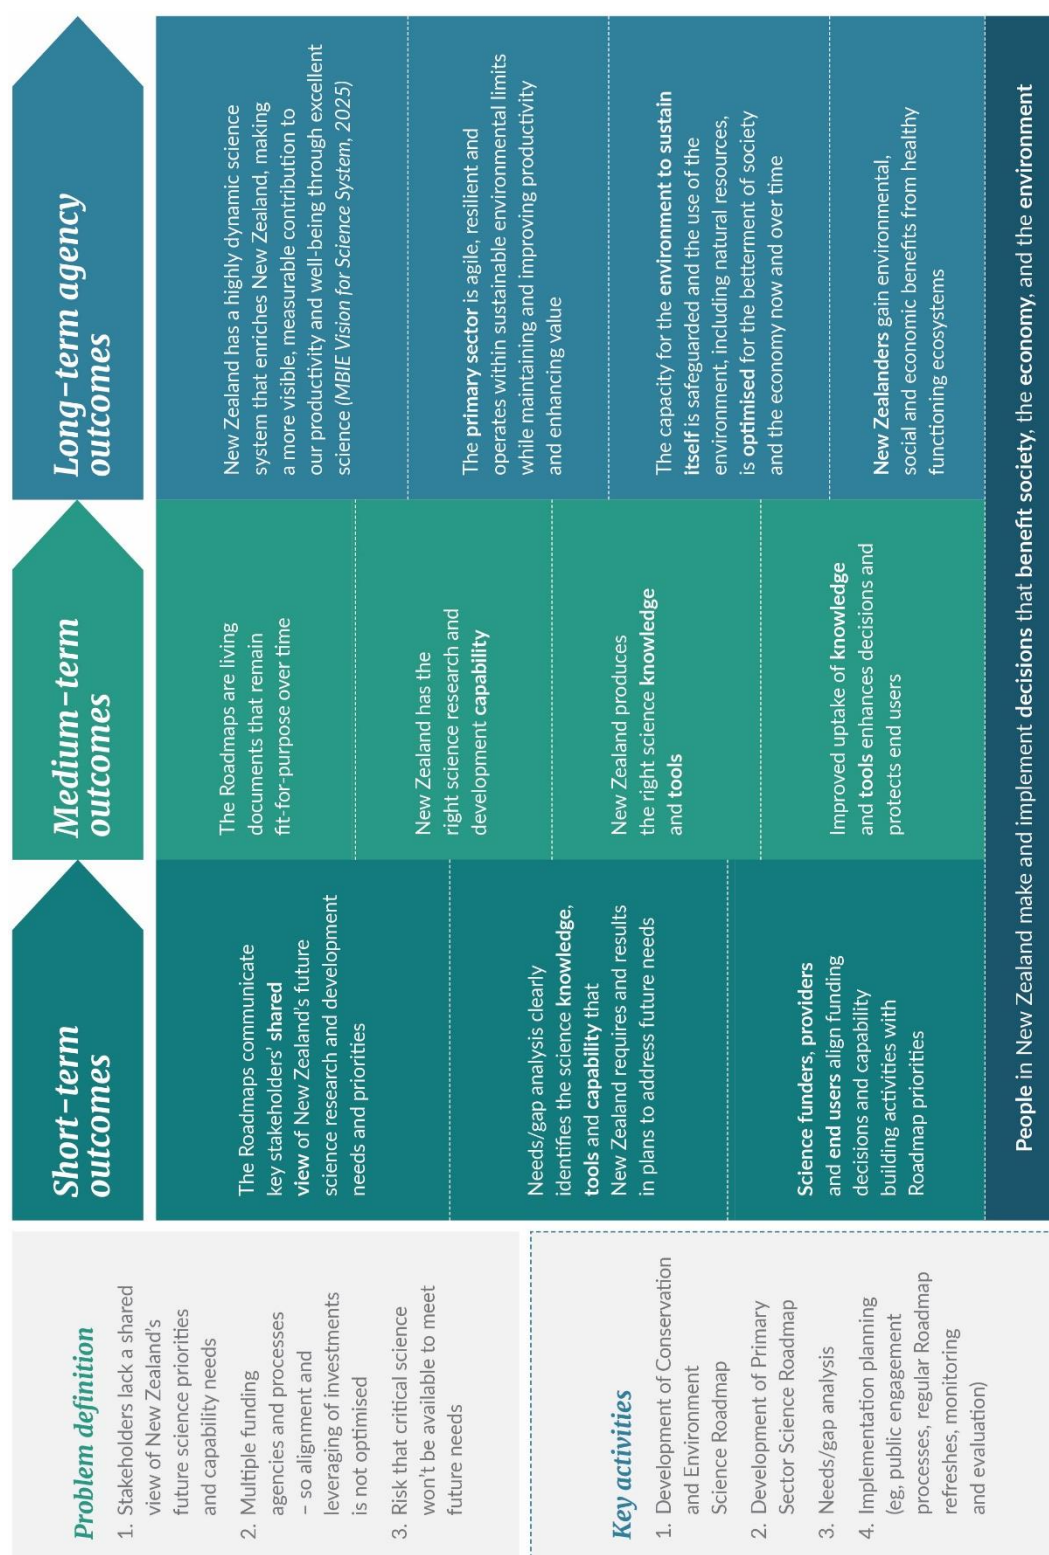 Problem definition
1. Stakeholders lack a shared
view of New Zealand's
future science priorities
and capability needs
2. Multiple funding
agencies and processes
– so alignment and
leveraging of investments
is not optimised
3. Risk that critical science
won't be available to meet
future needs
Key activities
1. Development of Conservation
and Environment
Science Roadmap
2. Development of Primary
Sector Science Roadmap
3. Needs/gap analysis
4. Implementation planning
(eg, public engagement
processes, regular Roadmap
refreshes, monitoring
and evaluation)
Short-term
outcomes
The Roadmaps communicate
key stakeholders' shared
view of New Zealand's future
science research and development
needs and priorities
Needs/gap analysis clearly
identifies the science knowledge,
tools and capability that
New Zealand requires and results
in plans to address future needs
Science funders, providers
and end users align funding
decisions and capability
building activities with
Roadmap priorities
Medium-term
outcomes
The Roadmaps are living
documents that remain
fit-for-purpose over time
New Zealand has the
right science research and
development capability
New Zealand produces
the right science knowledge
and tools
Improved uptake of knowledge
and tools enhances decisions and
protects end users
Long-term agency
outcomes
New Zealand has a highly dynamic science
system that enriches New Zealand, making
a more visible, measurable contribution to
our productivity and well-being through excellent
science (MBIE Vision for Science System, 2025)
The primary sector is agile, resilient and
operates within sustainable environmental limits
while maintaining and improving productivity
and enhancing value
The capacity for the environment to sustain
itself is safeguarded and the use of the
environment, including natural resources,
is optimised for the betterment of society
and the economy now and over time
New Zealanders gain environmental,
social and economic benefits from healthy
functioning ecosystems
People in New Zealand make and implement decisions that benefit society, the economy, and the environment